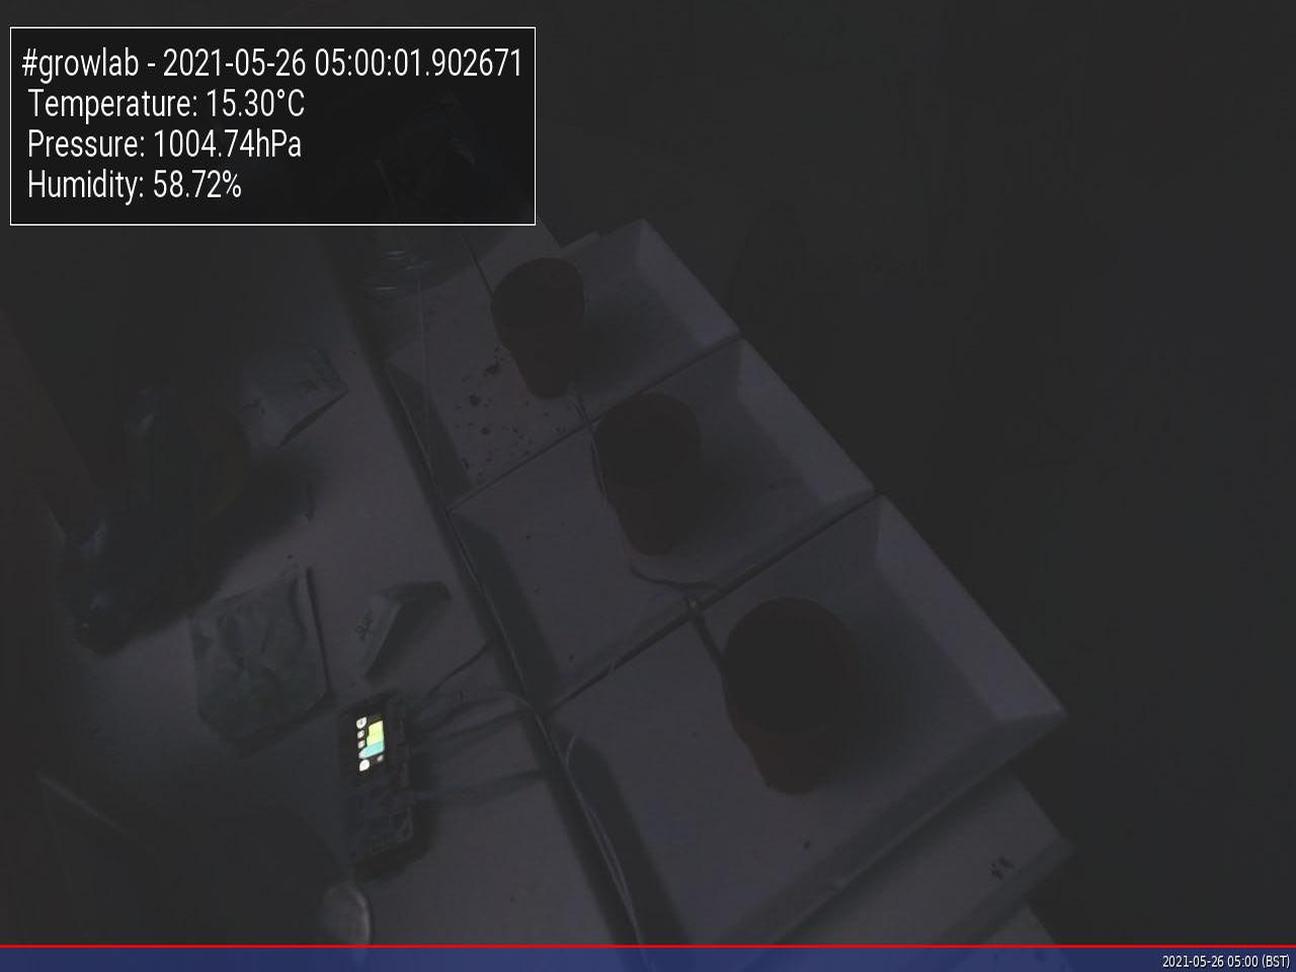 #growlab - 2021-05-26 05:00:01.902671
Temperature: 15.30°C
Pressure: 1004.74hPa
Humidity: 58.72%
2021-05-26 05:00 (BST)